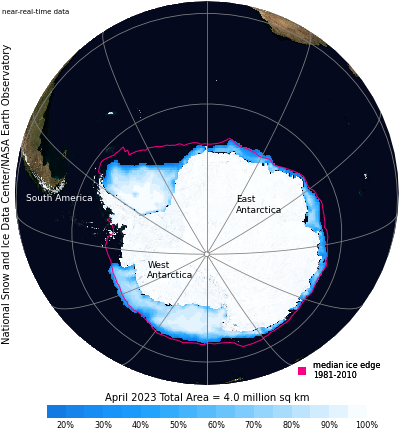 near-real-time data
National Snow and Ice Data Center/NASA Earth Observatory
South America
East
Antarctica
West
Antarctica
median ice edge
1981-2010
April 2023 Total Area = 4.0 million sq km
20% 30% 40% 50% 60% 70% 80% 90% 100%